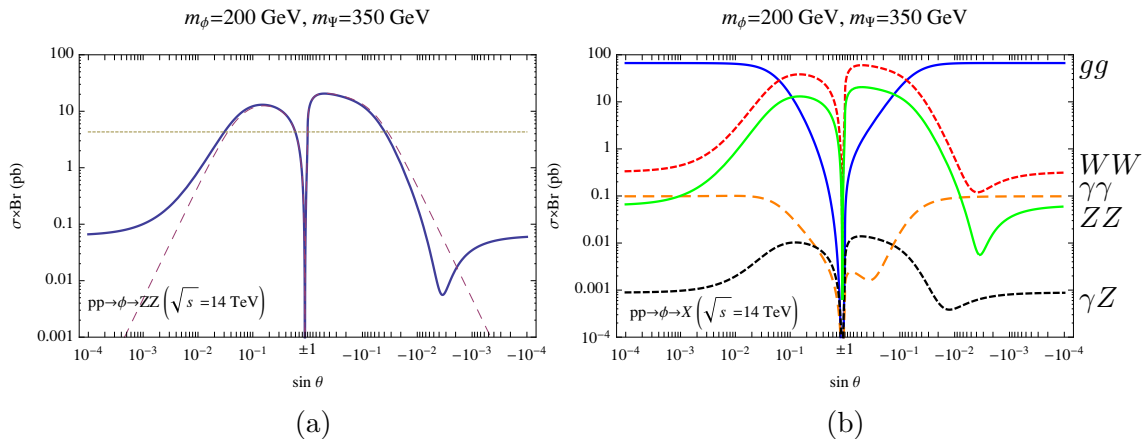 m_ϕ=200 GeV, m_Ψ=350 GeV
100
10
1
0.1
0.01
0.001
σ×Br (pb)
pp→ϕ→ZZ (√s =14 TeV)
10⁻⁴ 10⁻³ 10⁻² 10⁻¹ ±1 -10⁻¹ -10⁻² -10⁻³ -10⁻⁴
sin θ
(a)
m_ϕ=200 GeV, m_Ψ=350 GeV
100
10
1
0.1
0.01
0.001
10⁻⁴
σ×Br (pb)
gg
WW
γγ
ZZ
γZ
pp→ϕ→X (√s =14 TeV)
10⁻⁴ 10⁻³ 10⁻² 10⁻¹ ±1 -10⁻¹ -10⁻² -10⁻³ -10⁻⁴
sin θ
(b)